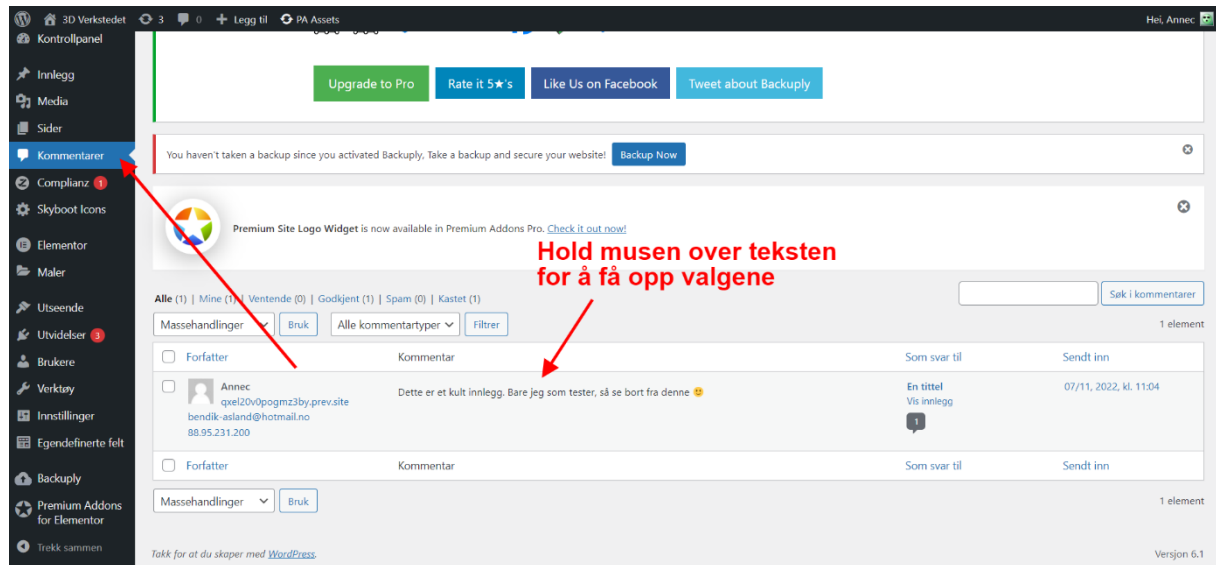 3D Verkstedet 3 0 + Legg til PA Assets Hei, Annec
Kontrollpanel
Innlegg
Media
Sider
Kommentarer
Complianz 1
Skyboot Icons
Elementor
Maler
Utseende
Utvidelser 3
Brukere
Verktøy
Innstillinger
Egendefinerte felt
Backuply
Premium Addons
for Elementor
Trekk sammen
Upgrade to Pro Rate it 5★'s Like Us on Facebook Tweet about Backuply
You haven't taken a backup since you activated Backuply, Take a backup and secure your website! Backup Now
Premium Site Logo Widget is now available in Premium Addons Pro. Check it out now!
Hold musen over teksten
for å få opp valgene
Alle (1) | Mine (1) | Ventende (0) | Godkjent (1) | Spam (0) | Kastet (1)
Søk i kommentarer
Massehandlinger Bruk Alle kommentartyper Filtrer 1 element
Forfatter Kommentar Som svar til Sendt inn
Annec
qxel20v0pogmz3by.prev.site
bendik-asland@hotmail.no
88.95.231.200
Dette er et kult innlegg. Bare jeg som tester, så se bort fra denne 🙂
En tittel
Vis innlegg
1
07/11, 2022, kl. 11:04
Forfatter Kommentar Som svar til Sendt inn
Massehandlinger Bruk 1 element
Takk for at du skaper med WordPress. Versjon 6.1